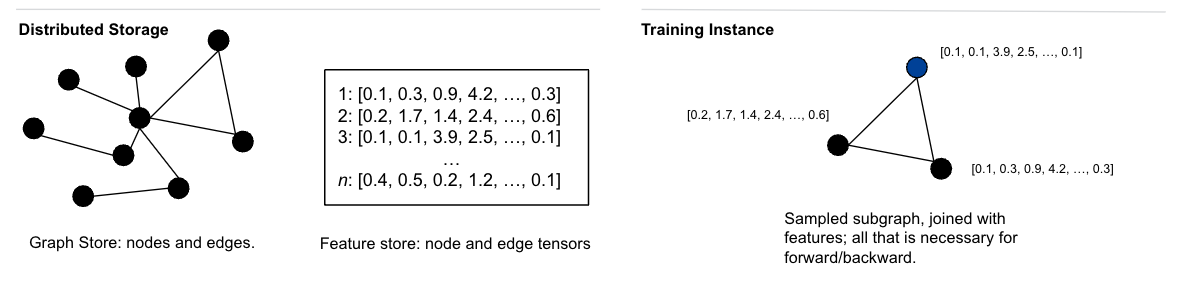 Distributed Storage
1: [0.1, 0.3, 0.9, 4.2, …, 0.3]
2: [0.2, 1.7, 1.4, 2.4, …, 0.6]
3: [0.1, 0.1, 3.9, 2.5, …, 0.1]
…
n: [0.4, 0.5, 0.2, 1.2, …, 0.1]
Graph Store: nodes and edges.
Feature store: node and edge tensors
Training Instance
[0.1, 0.1, 3.9, 2.5, …, 0.1]
[0.2, 1.7, 1.4, 2.4, …, 0.6]
[0.1, 0.3, 0.9, 4.2, …, 0.3]
Sampled subgraph, joined with
features; all that is necessary for
forward/backward.